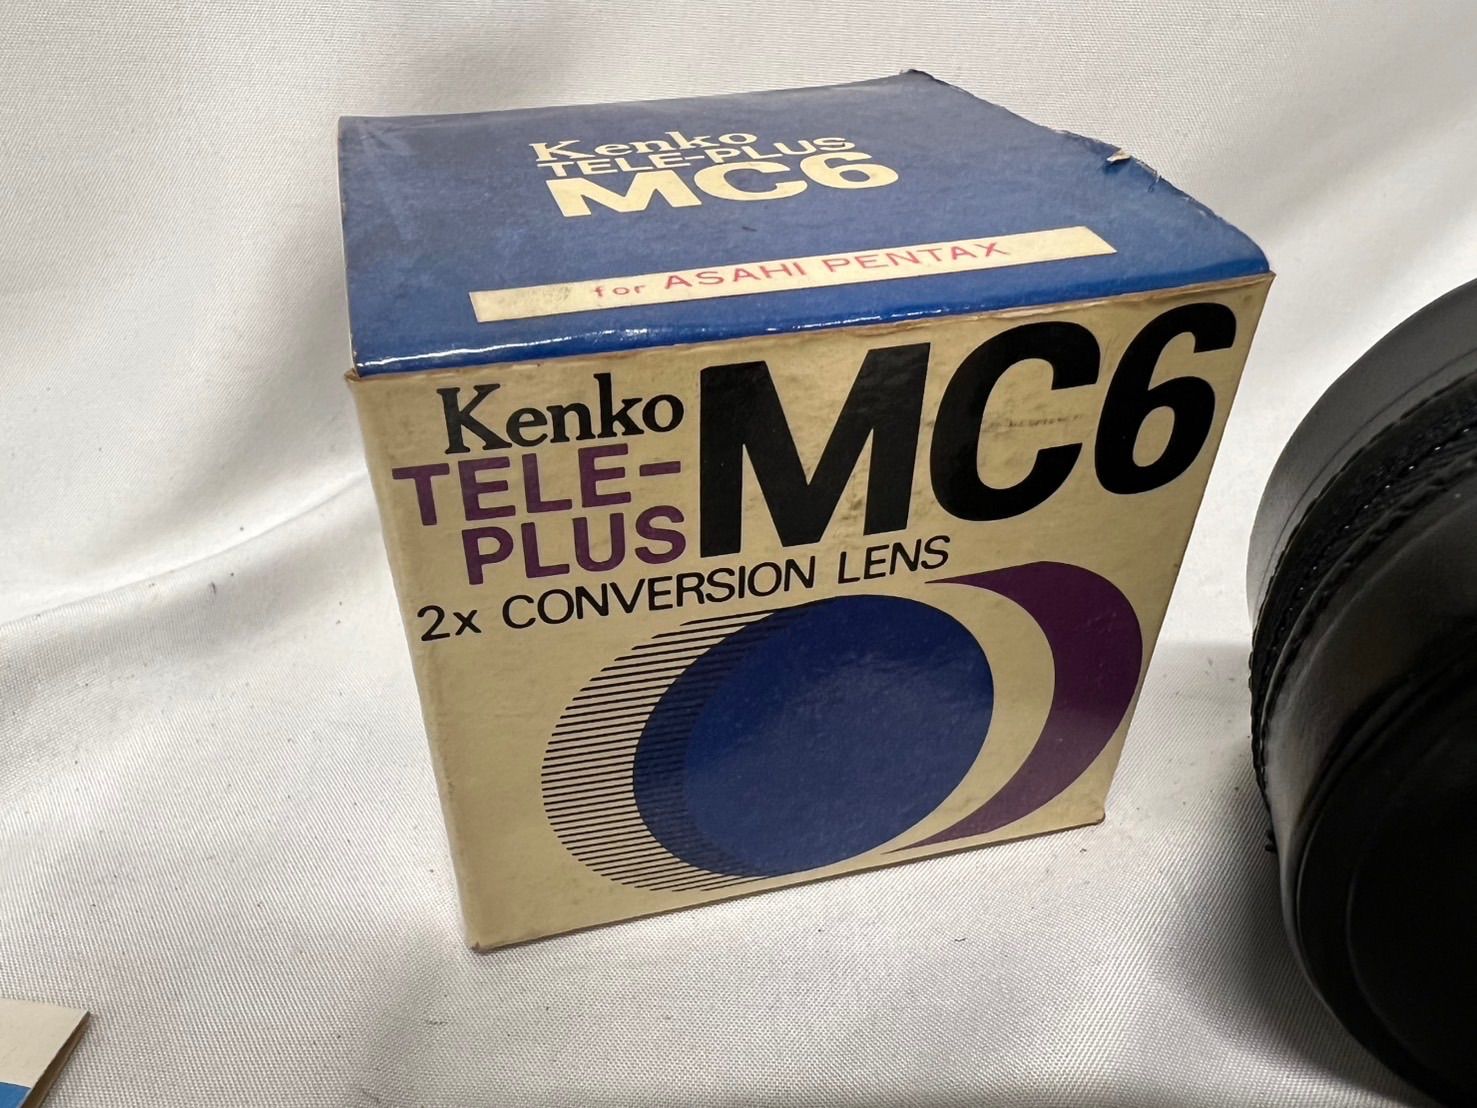 Kenko
TELE-PLUS
MC6
for ASAHI PENTAX
Kenko
TELE-
PLUS
MC6
2x CONVERSION LENS